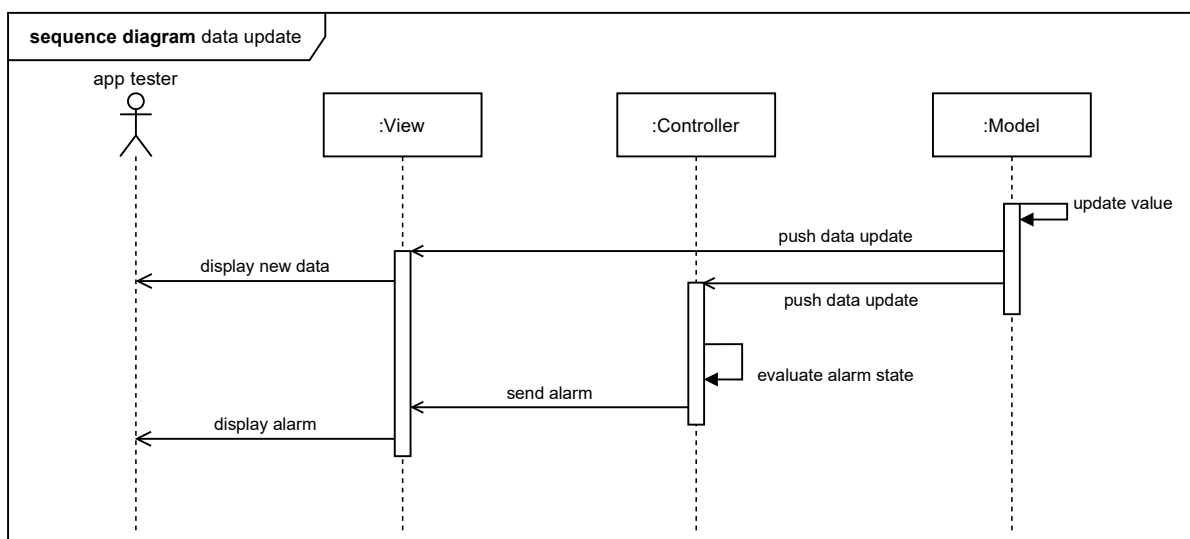 sequence diagram data update
app tester
:View
:Controller
:Model
update value
push data update
display new data
push data update
evaluate alarm state
send alarm
display alarm